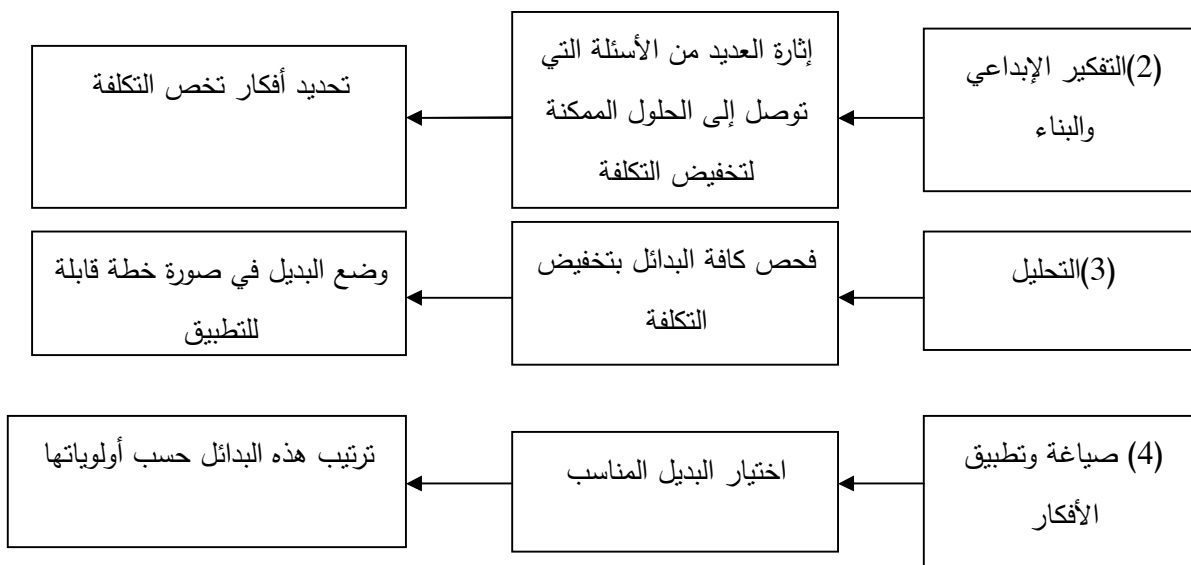 (2)التفكير الإبداعي
والبناء
إثارة العديد من الأسئلة التي
توصل إلى الحلول الممكنة
لتخفيض التكلفة
تحديد أفكار تخص التكلفة
(3)التحليل
فحص كافة البدائل بتخفيض
التكلفة
وضع البديل في صورة خطة قابلة
للتطبيق
(4) صياغة وتطبيق
الأفكار
اختيار البديل المناسب
ترتيب هذه البدائل حسب أولوياتها